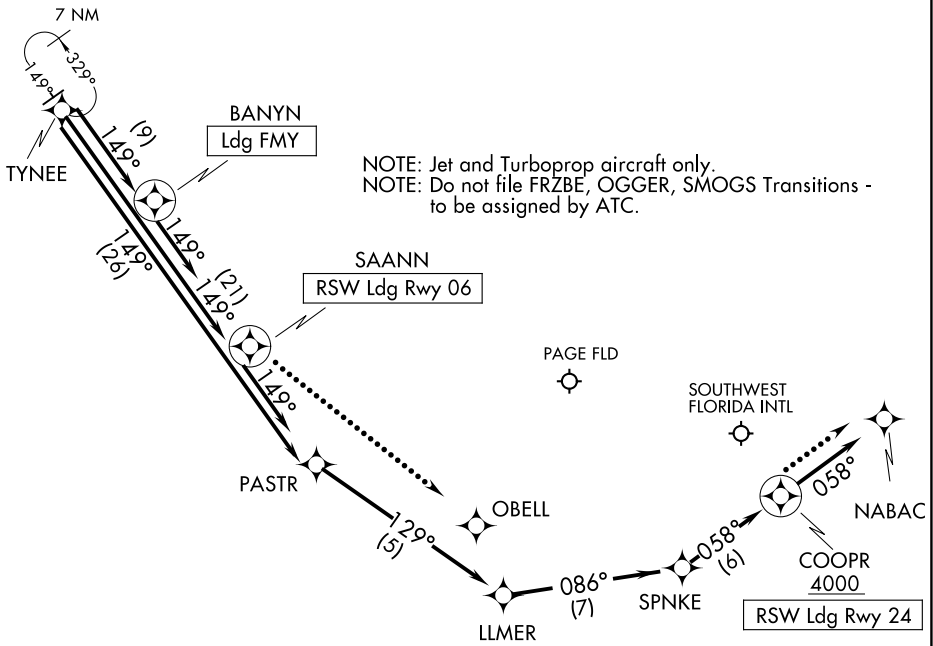 7 NM
329°
149°
TYNEE
(9)
149°
BANYN
Ldg FMY
NOTE: Jet and Turboprop aircraft only.
NOTE: Do not file FRZBE, OGGER, SMOGS Transitions -
to be assigned by ATC.
149°
(26)
149°
(21)
149°
SAANN
RSW Ldg Rwy 06
149°
PAGE FLD
SOUTHWEST
FLORIDA INTL
PASTR
129°
(5)
OBELL
LLMER
086°
(7)
SPNKE
058°
(6)
058°
NABAC
COOPR
4000
RSW Ldg Rwy 24